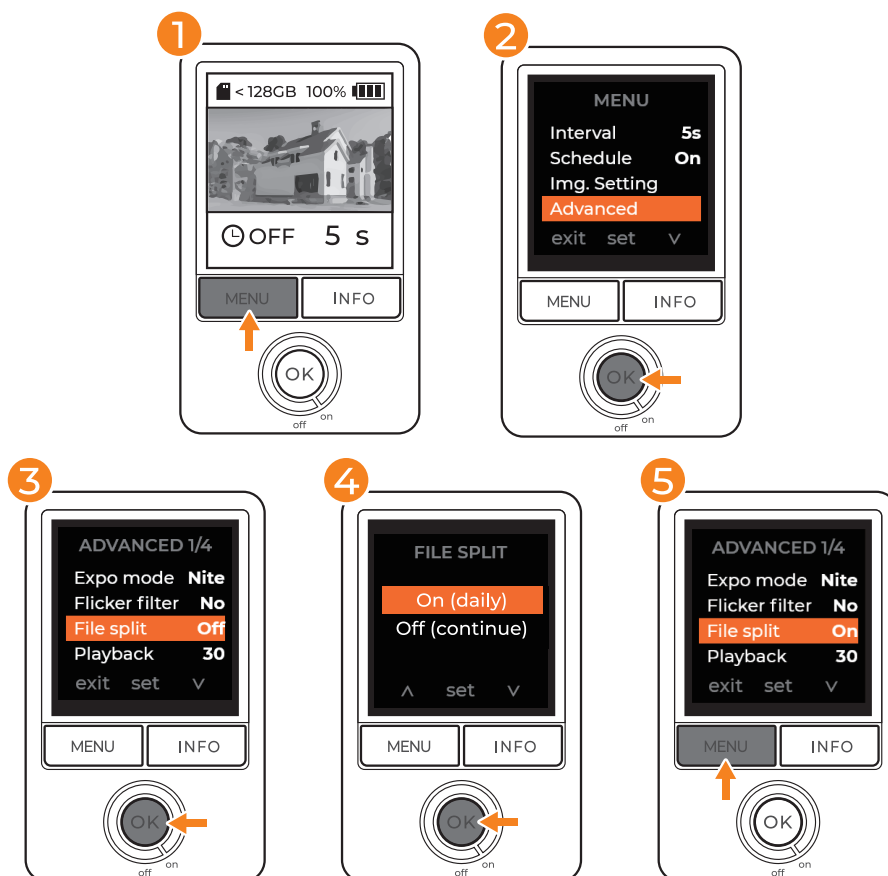 1
< 128GB 100%
OFF 5 s
MENU INFO
OK
off on
2
MENU
Interval 5s
Schedule On
Img. Setting
Advanced
exit set ∨
MENU INFO
OK
off on
3
ADVANCED 1/4
Expo mode Nite
Flicker filter No
File split Off
Playback 30
exit set ∨
MENU INFO
OK
off on
4
FILE SPLIT
On (daily)
Off (continue)
∧ set ∨
MENU INFO
OK
off on
5
ADVANCED 1/4
Expo mode Nite
Flicker filter No
File split On
Playback 30
exit set ∨
MENU INFO
OK
off on